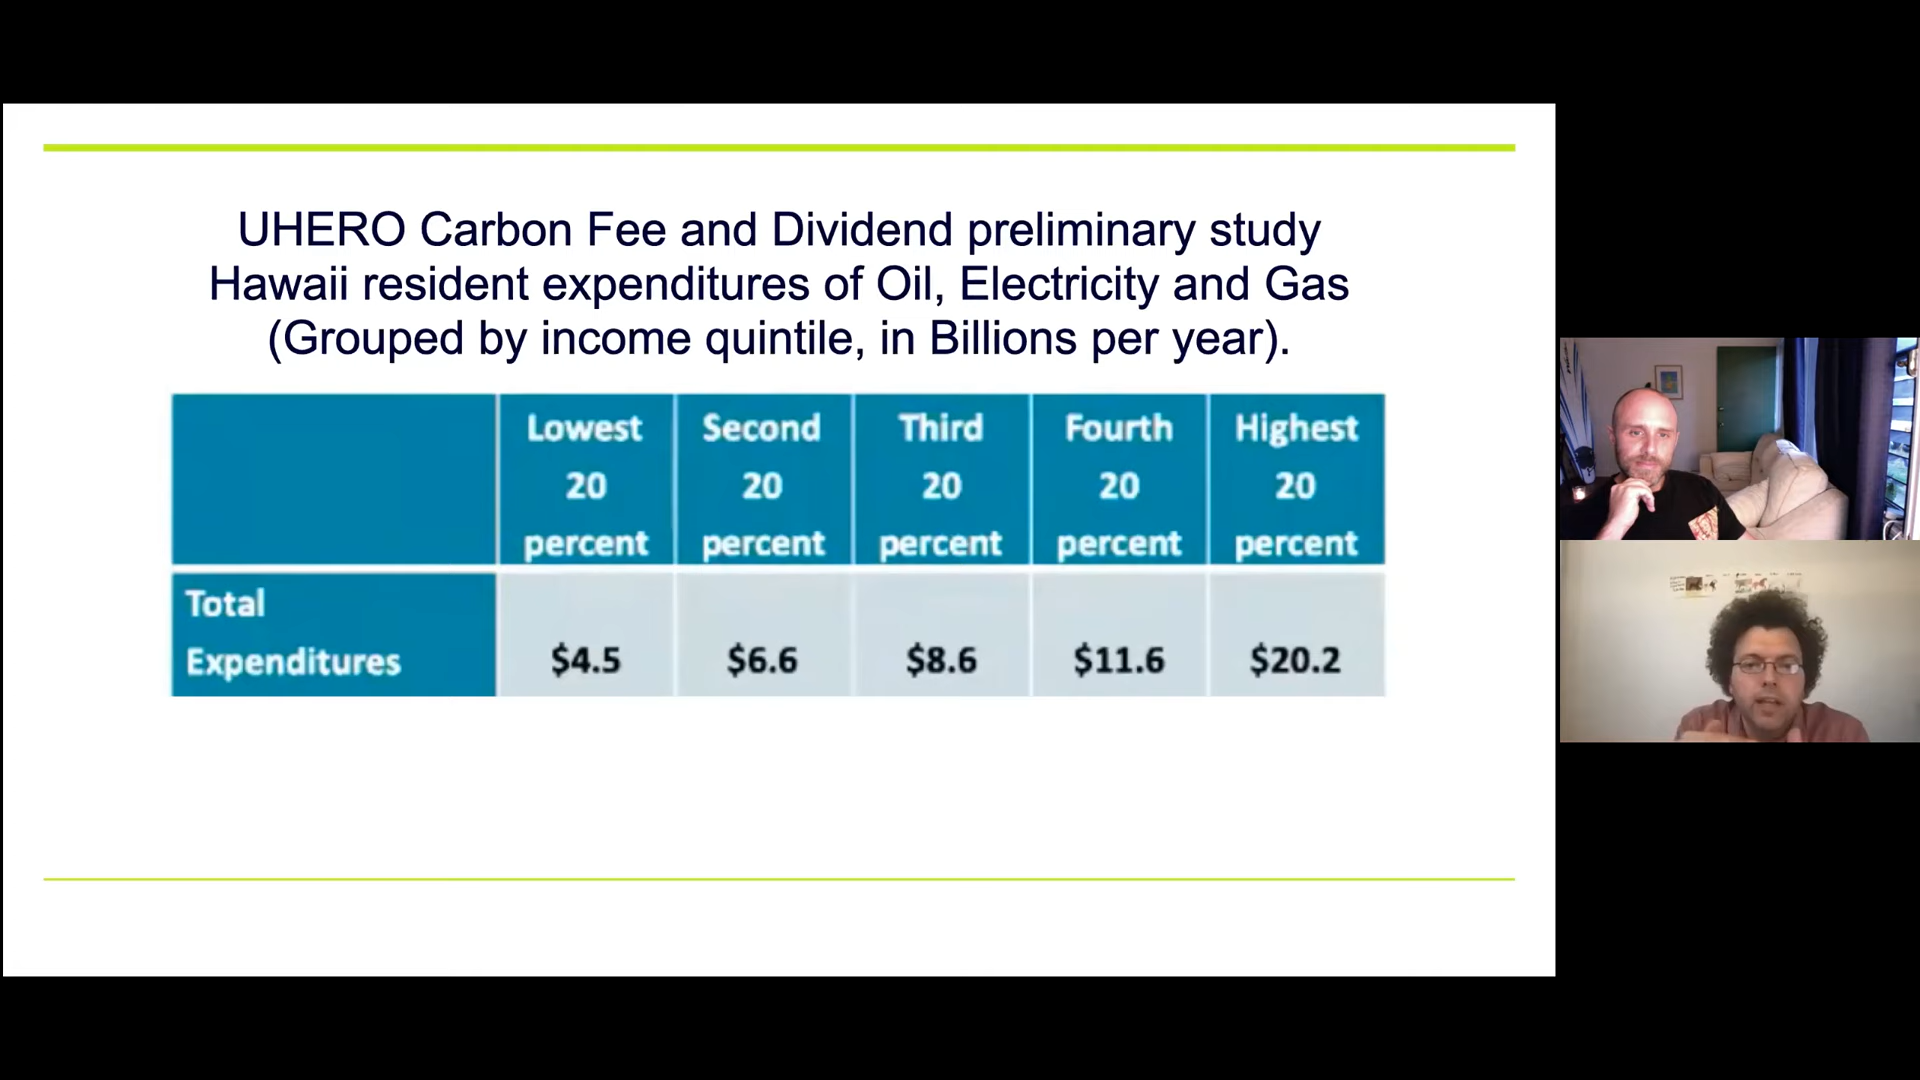 UHERO Carbon Fee and Dividend preliminary study
Hawaii resident expenditures of Oil, Electricity and Gas
(Grouped by income quintile, in Billions per year).
Lowest 20 percent
Second 20 percent
Third 20 percent
Fourth 20 percent
Highest 20 percent
Total Expenditures
$4.5
$6.6
$8.6
$11.6
$20.2